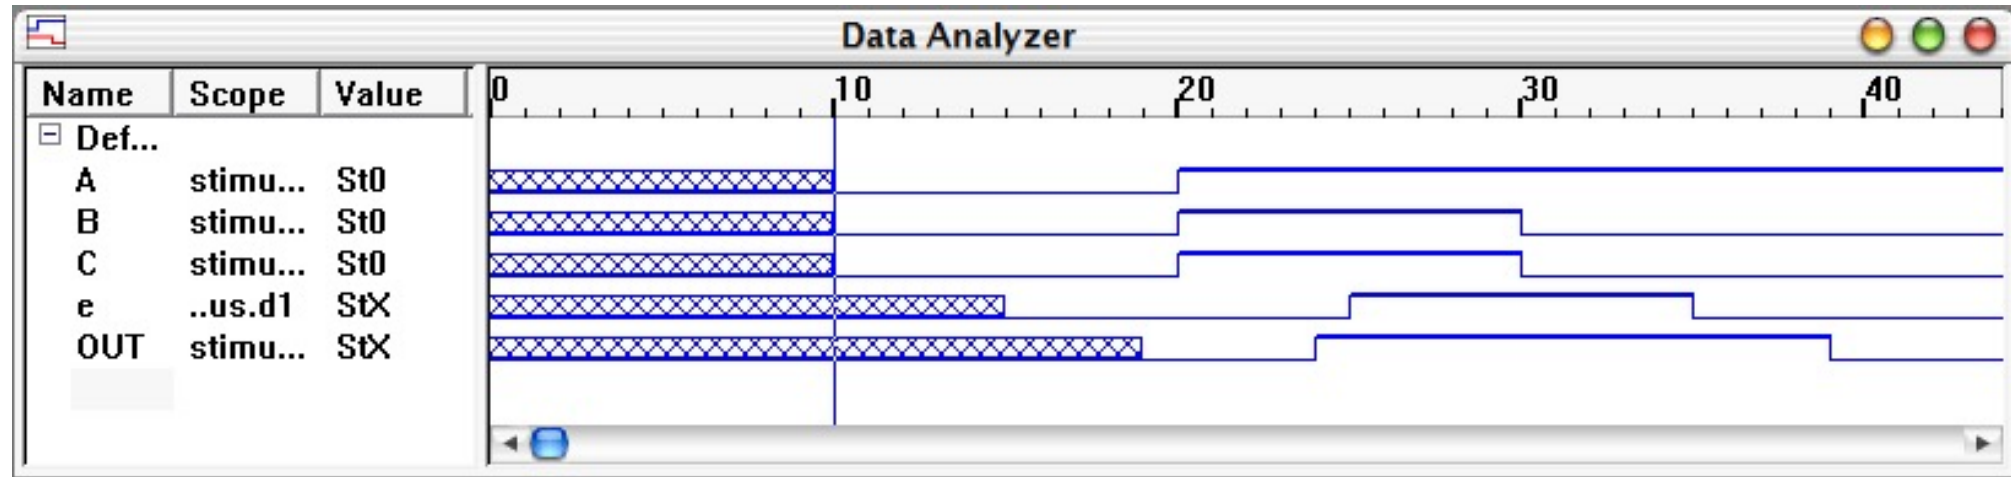 Data Analyzer
Name Scope Value 0 10 20 30 40
Def...
A stimu... St0
B stimu... St0
C stimu... St0
e ..us.d1 StX
OUT stimu... StX